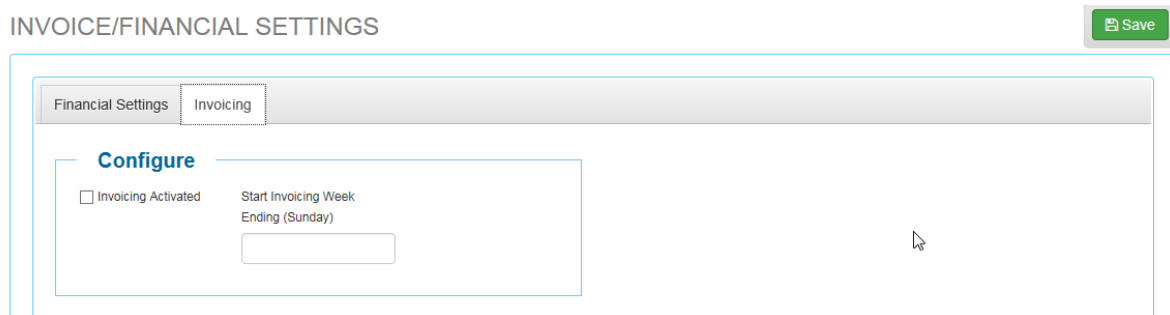 INVOICE/FINANCIAL SETTINGS
Save
Financial Settings
Invoicing
Configure
Invoicing Activated
Start Invoicing Week
Ending (Sunday)